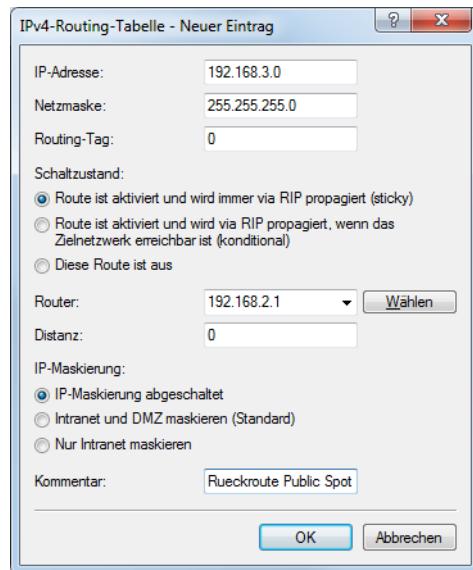 IPv4-Routing-Tabelle - Neuer Eintrag
IP-Adresse: 192.168.3.0
Netzmaske: 255.255.255.0
Routing-Tag: 0
Schaltzustand:
Route ist aktiviert und wird immer via RIP propagiert (sticky)
Route ist aktiviert und wird via RIP propagiert, wenn das
Zielnetzwerk erreichbar ist (konditional)
Diese Route ist aus
Router: 192.168.2.1 Wählen
Distanz: 0
IP-Maskierung:
IP-Maskierung abgeschaltet
Intranet und DMZ maskieren (Standard)
Nur Intranet maskieren
Kommentar: Rueckroute Public Spot
OK Abbrechen